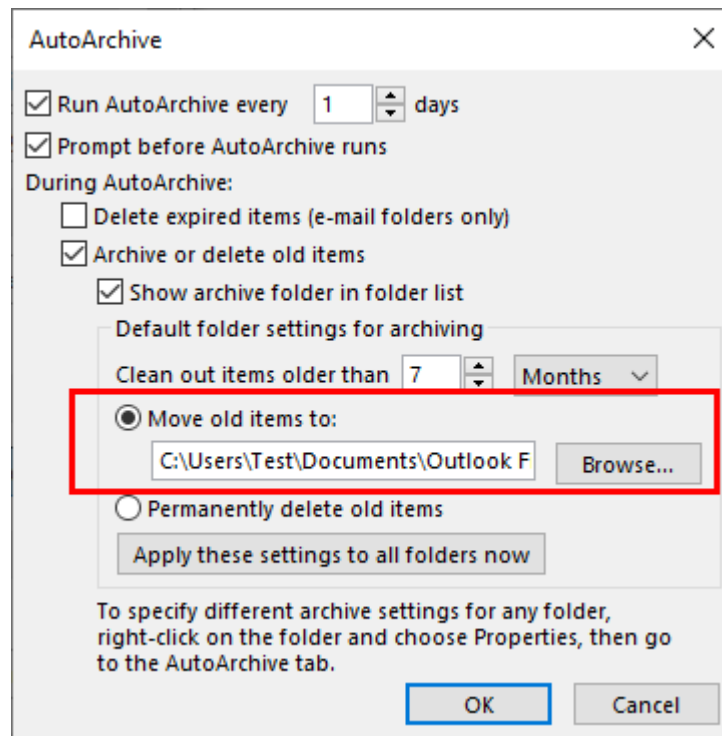 AutoArchive
Run AutoArchive every 1 days
Prompt before AutoArchive runs
During AutoArchive:
Delete expired items (e-mail folders only)
Archive or delete old items
Show archive folder in folder list
Default folder settings for archiving
Clean out items older than 7 Months
Move old items to:
C:\Users\Test\Documents\Outlook F Browse...
Permanently delete old items
Apply these settings to all folders now
To specify different archive settings for any folder,
right-click on the folder and choose Properties, then go
to the AutoArchive tab.
OK Cancel